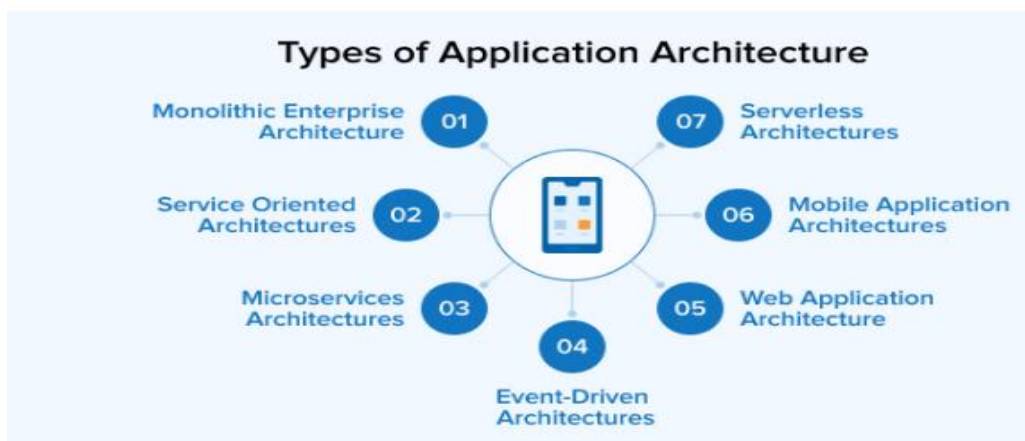 Types of Application Architecture
Monolithic Enterprise
Architecture
01
Service Oriented
Architectures
02
Microservices
Architectures
03
04
Event-Driven
Architectures
05
Web Application
Architecture
06
Mobile Application
Architectures
07
Serverless
Architectures